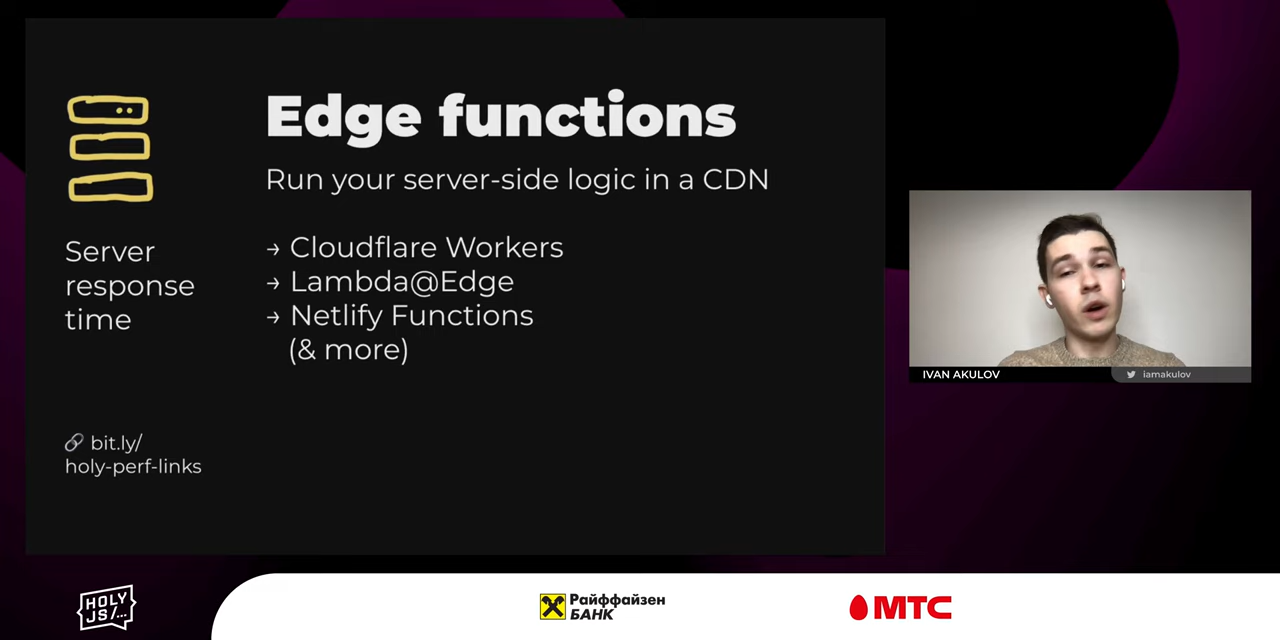 Edge functions
Run your server-side logic in a CDN
→ Cloudflare Workers
→ Lambda@Edge
→ Netlify Functions
(& more)
Server
response
time
bit.ly/
holy-perf-links
IVAN AKULOV
iamakulov
HOLY
JS/...
Райффайзен
БАНК
МТС